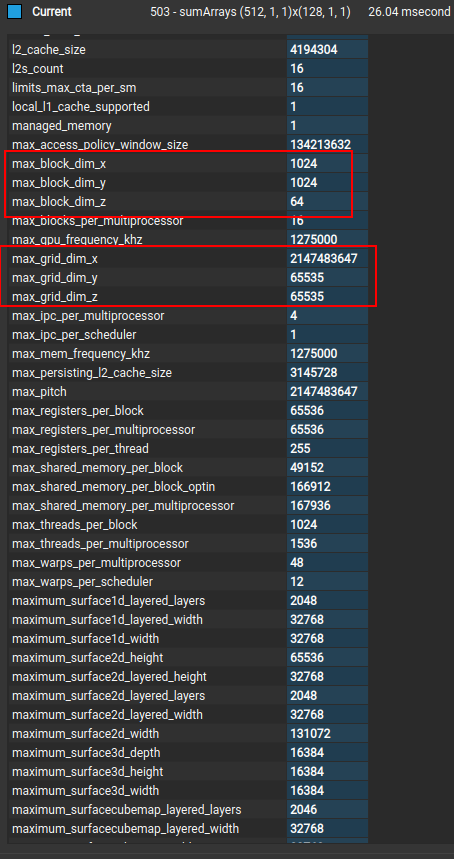 Current 503 - sumArrays (512, 1, 1)x(128, 1, 1) 26.04 msecond
l2_cache_size 4194304
l2s_count 16
limits_max_cta_per_sm 16
local_l1_cache_supported 1
managed_memory 1
max_access_policy_window_size 134213632
max_block_dim_x 1024
max_block_dim_y 1024
max_block_dim_z 64
max_blocks_per_multiprocessor 16
max_gpu_frequency_khz 1275000
max_grid_dim_x 2147483647
max_grid_dim_y 65535
max_grid_dim_z 65535
max_ipc_per_multiprocessor 4
max_ipc_per_scheduler 1
max_mem_frequency_khz 1275000
max_persisting_l2_cache_size 3145728
max_pitch 2147483647
max_registers_per_block 65536
max_registers_per_multiprocessor 65536
max_registers_per_thread 255
max_shared_memory_per_block 49152
max_shared_memory_per_block_optin 166912
max_shared_memory_per_multiprocessor 167936
max_threads_per_block 1024
max_threads_per_multiprocessor 1536
max_warps_per_multiprocessor 48
max_warps_per_scheduler 12
maximum_surface1d_layered_layers 2048
maximum_surface1d_layered_width 32768
maximum_surface1d_width 32768
maximum_surface2d_height 65536
maximum_surface2d_layered_height 32768
maximum_surface2d_layered_layers 2048
maximum_surface2d_layered_width 32768
maximum_surface2d_width 131072
maximum_surface3d_depth 16384
maximum_surface3d_height 16384
maximum_surface3d_width 16384
maximum_surfacecubemap_layered_layers 2046
maximum_surfacecubemap_layered_width 32768